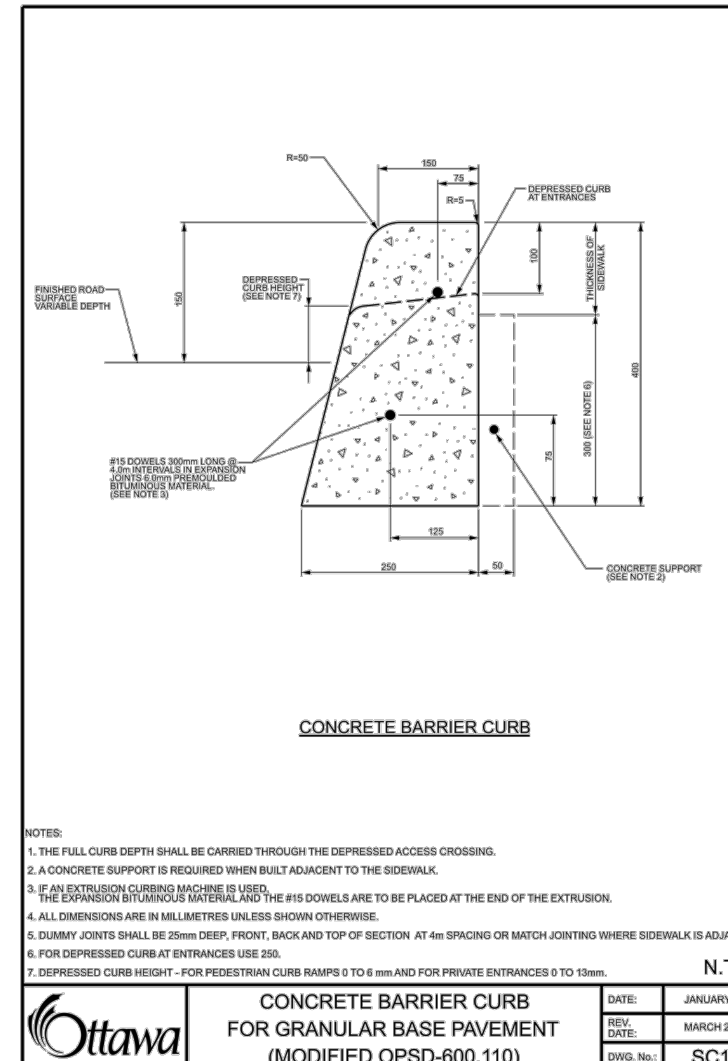 R=50
150
75
R=5
DEPRESSED CURB
AT ENTRANCES
FINISHED ROAD
SURFACE
VARIABLE DEPTH
150
DEPRESSED
CURB HEIGHT
(SEE NOTE 7)
100
THICKNESS OF
SIDEWALK
400
300 (SEE NOTE 6)
75
#15 DOWELS 300mm LONG @
4.0m INTERVALS IN EXPANSION
JOINTS 6.0mm PREMOULDED
BITUMINOUS MATERIAL.
(SEE NOTE 3)
125
250
50
CONCRETE SUPPORT
(SEE NOTE 2)
CONCRETE BARRIER CURB
NOTES:
1. THE FULL CURB DEPTH SHALL BE CARRIED THROUGH THE DEPRESSED ACCESS CROSSING.
2. A CONCRETE SUPPORT IS REQUIRED WHEN BUILT ADJACENT TO THE SIDEWALK.
3. IF AN EXTRUSION CURBING MACHINE IS USED,
THE EXPANSION BITUMINOUS MATERIAL AND THE #15 DOWELS ARE TO BE PLACED AT THE END OF THE EXTRUSION.
4. ALL DIMENSIONS ARE IN MILLIMETRES UNLESS SHOWN OTHERWISE.
5. DUMMY JOINTS SHALL BE 25mm DEEP, FRONT, BACK AND TOP OF SECTION AT 4m SPACING OR MATCH JOINTING WHERE SIDEWALK IS
6. FOR DEPRESSED CURB AT ENTRANCES USE 250.
7. DEPRESSED CURB HEIGHT - FOR PEDESTRIAN CURB RAMPS 0 TO 6 mm AND FOR PRIVATE ENTRANCES 0 TO 13mm.
Ottawa
CONCRETE BARRIER CURB
FOR GRANULAR BASE PAVEMENT
(MODIFIED OPSD-600.110)
DATE: JANUARY
REV. DATE: MARCH
DWG. No.: